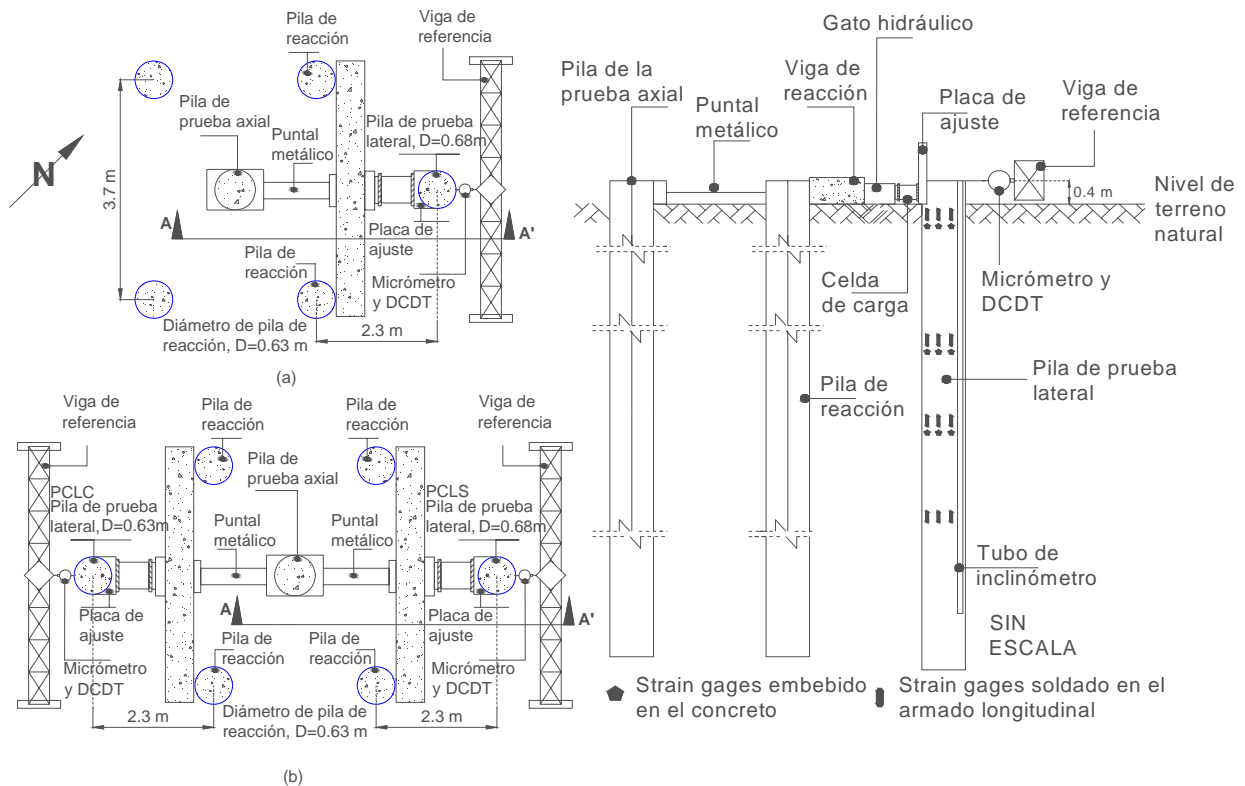 Pila de
reacción
Viga de
referencia
Pila de
prueba axial
Puntal
metálico
Pila de prueba
lateral, D=0.68m
N
3.7 m
A
A'
Placa de
ajuste
Pila de
reacción
Micrómetro
y DCDT
Diámetro de pila de
reacción, D=0.63 m
2.3 m
(a)
Viga de
referencia
Pila de
reacción
Pila de
reacción
Viga de
referencia
Pila de
prueba axial
PCLC
Pila de prueba
lateral, D=0.63m
PCLS
Pila de prueba
lateral, D=0.68m
Puntal
metálico
Puntal
metálico
A
A'
Placa de
ajuste
Placa de
ajuste
Pila de
reacción
Pila de
reacción
Micrómetro
y DCDT
Micrómetro
y DCDT
2.3 m
Diámetro de pila de
reacción, D=0.63 m
2.3 m
(b)
Gato hidráulico
Pila de la
prueba axial
Viga de
reacción
Placa de
ajuste
Viga de
referencia
Puntal
metálico
0.4 m
Nivel de
terreno
natural
Celda
de carga
Micrómetro y
DCDT
Pila de
reacción
Pila de prueba
lateral
Tubo de
inclinómetro
SIN
ESCALA
Strain gages embebido
en el concreto
Strain gages soldado en el
armado longitudinal